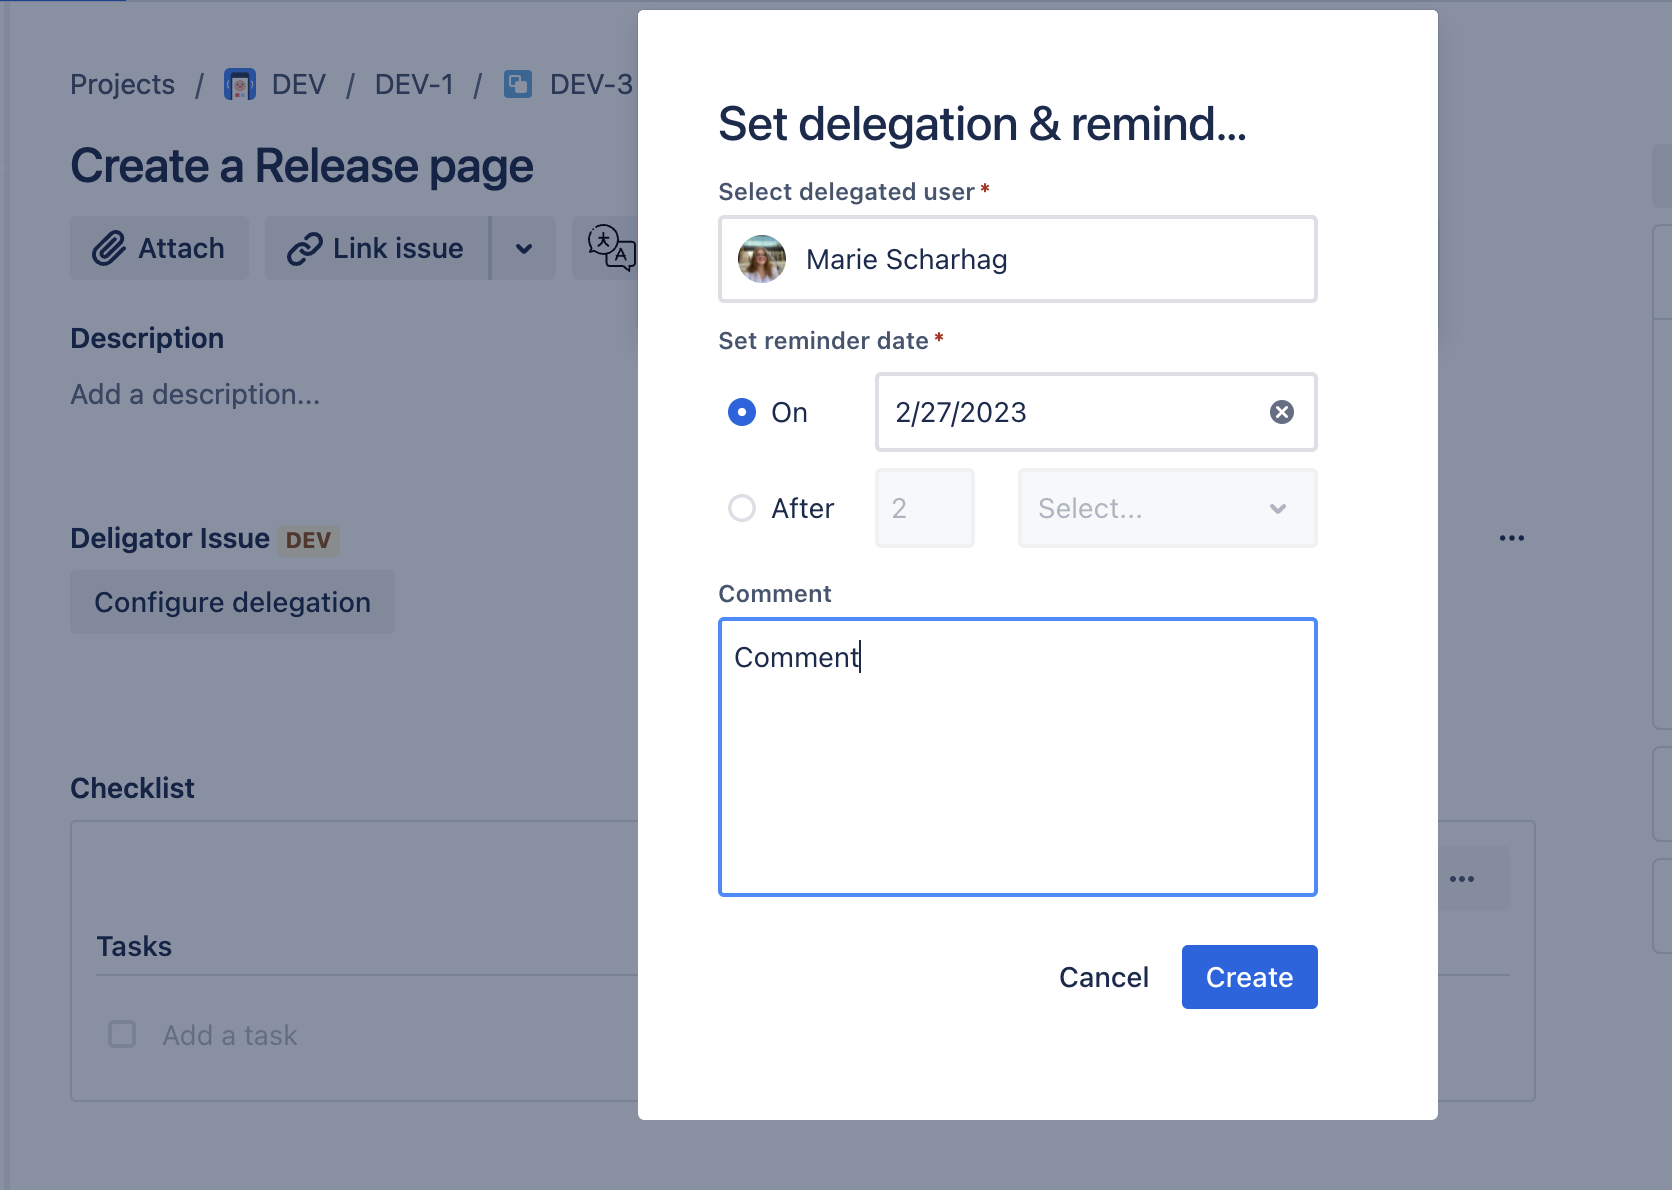 Projects / DEV / DEV-1 / DEV-3
Create a Release page
Attach
Link issue
大 A
Description
Add a description...
Deligator Issue DEV
Configure delegation
Checklist
Tasks
Add a task
Set delegation & remind...
Select delegated user *
Marie Scharhag
Set reminder date *
On 2/27/2023
After 2 Select...
Comment
Comment
Cancel Create